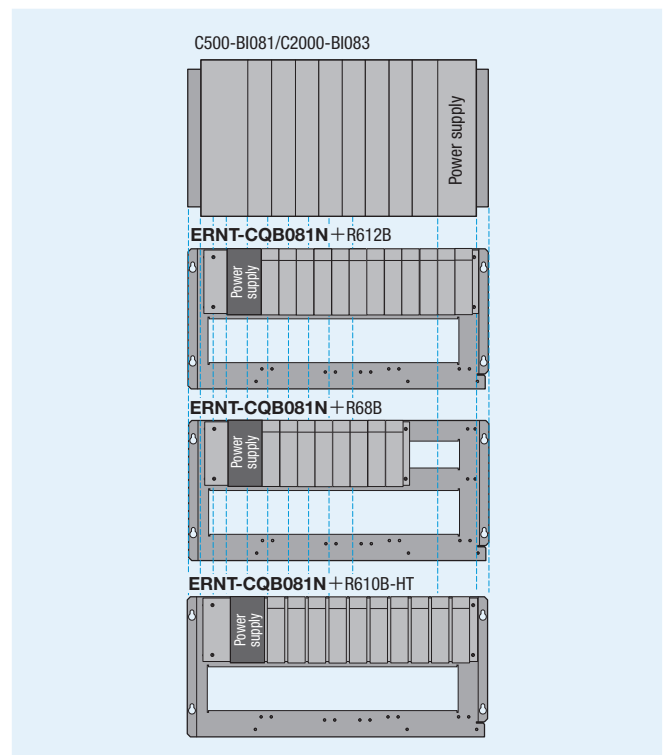 C500-BI081/C2000-BI083
Power supply
ERNT-CQB081N+R612B
Power
supply
ERNT-CQB081N+R68B
Power
supply
ERNT-CQB081N+R610B-HT
Power
supply